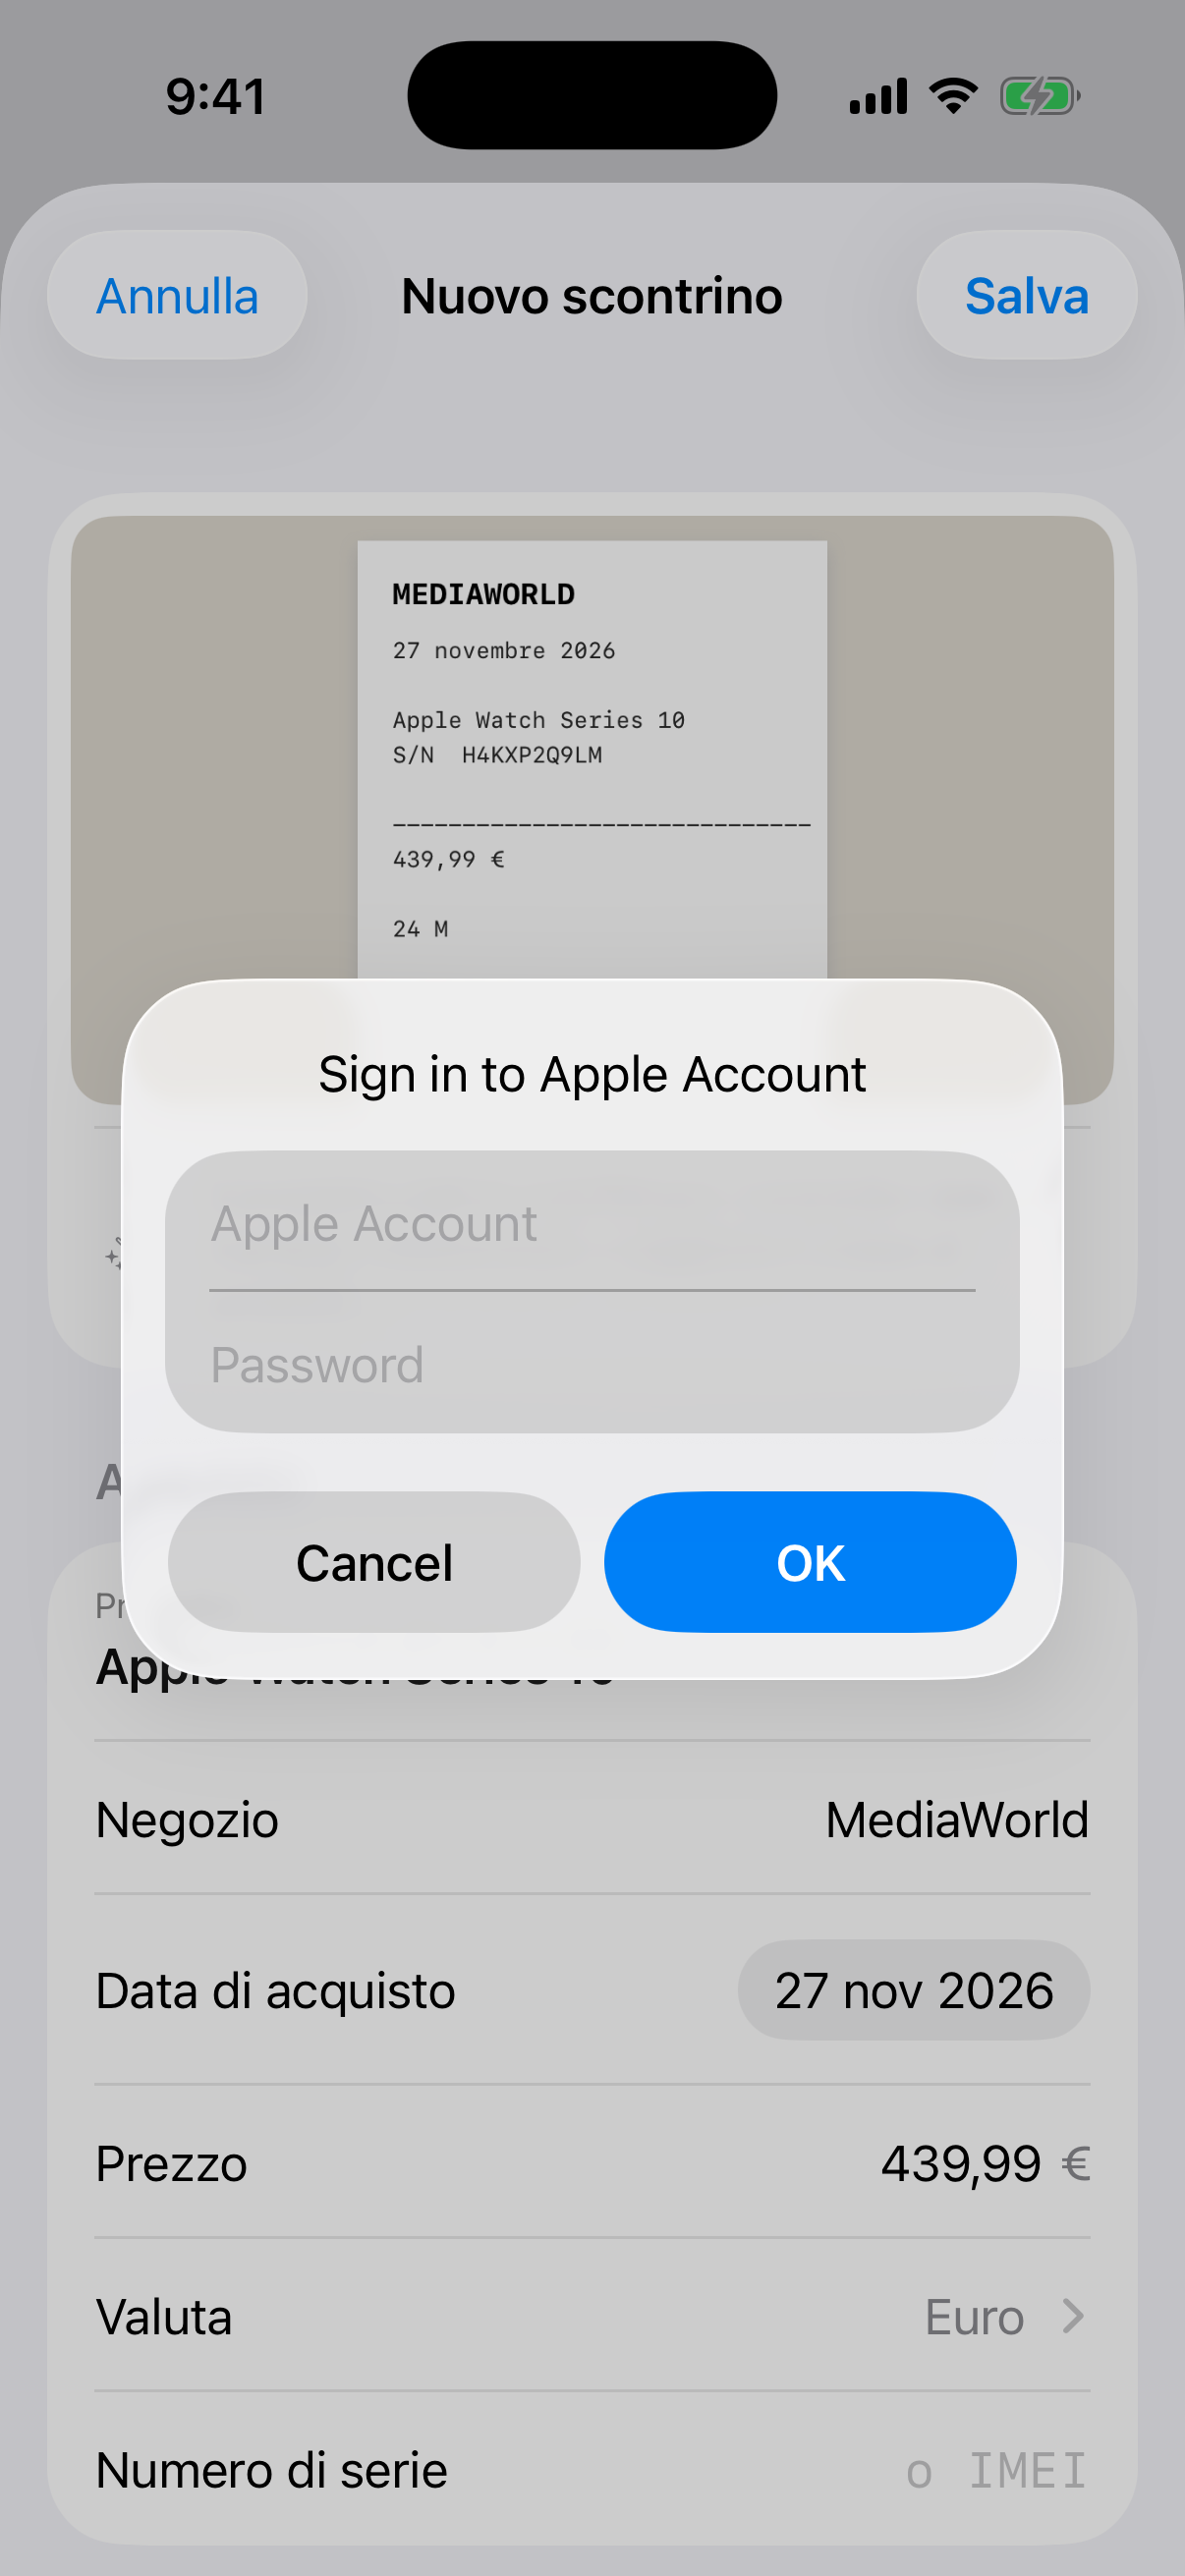 9:41
Annulla
Nuovo scontrino
Salva
MEDIAWORLD
27 novembre 2026
Apple Watch Series 10
S/N H4KXP2Q9LM
------------------------------
439,99 €
24 M
Sign in to Apple Account
Apple Account
Password
Cancel
OK
Negozio
MediaWorld
Data di acquisto
27 nov 2026
Prezzo
439,99 €
Valuta
Euro
Numero di serie
o IMEI